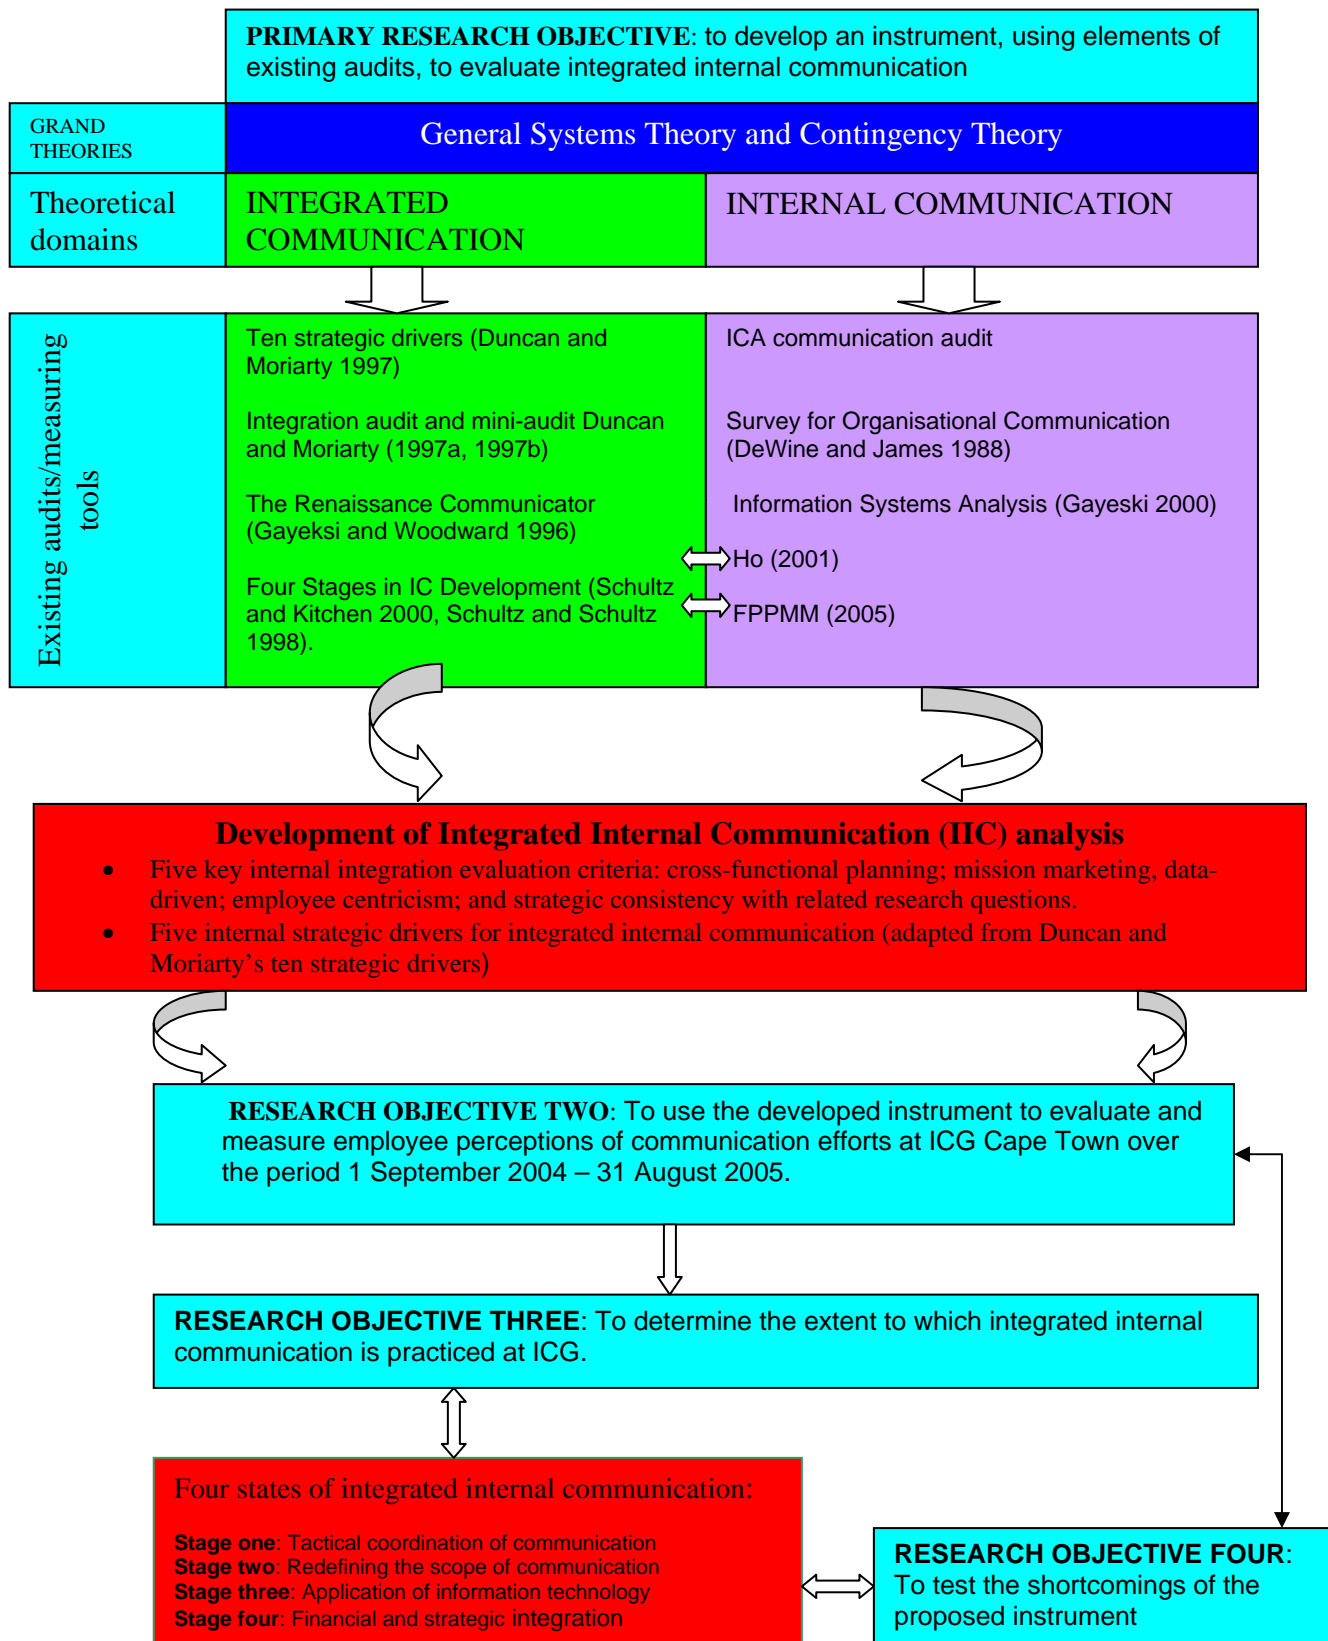 PRIMARY RESEARCH OBJECTIVE: to develop an instrument, using elements of
existing audits, to evaluate integrated internal communication
GRAND
THEORIES
General Systems Theory and Contingency Theory
Theoretical
domains
INTEGRATED
COMMUNICATION
INTERNAL COMMUNICATION
Existing audits/measuring
tools
Ten strategic drivers (Duncan and
Moriarty 1997)
Integration audit and mini-audit Duncan
and Moriarty (1997a, 1997b)
The Renaissance Communicator
(Gayeksi and Woodward 1996)
Four Stages in IC Development (Schultz
and Kitchen 2000, Schultz and Schultz
1998).
ICA communication audit
Survey for Organisational Communication
(DeWine and James 1988)
Information Systems Analysis (Gayeski 2000)
Ho (2001)
FPPMM (2005)
Development of Integrated Internal Communication (IIC) analysis
• Five key internal integration evaluation criteria: cross-functional planning; mission marketing, data-
driven; employee centricism; and strategic consistency with related research questions.
• Five internal strategic drivers for integrated internal communication (adapted from Duncan and
Moriarty's ten strategic drivers)
RESEARCH OBJECTIVE TWO: To use the developed instrument to evaluate and
measure employee perceptions of communication efforts at ICG Cape Town over
the period 1 September 2004 – 31 August 2005.
RESEARCH OBJECTIVE THREE: To determine the extent to which integrated internal
communication is practiced at ICG.
Four states of integrated internal communication:
Stage one: Tactical coordination of communication
Stage two: Redefining the scope of communication
Stage three: Application of information technology
Stage four: Financial and strategic integration
RESEARCH OBJECTIVE FOUR:
To test the shortcomings of the
proposed instrument